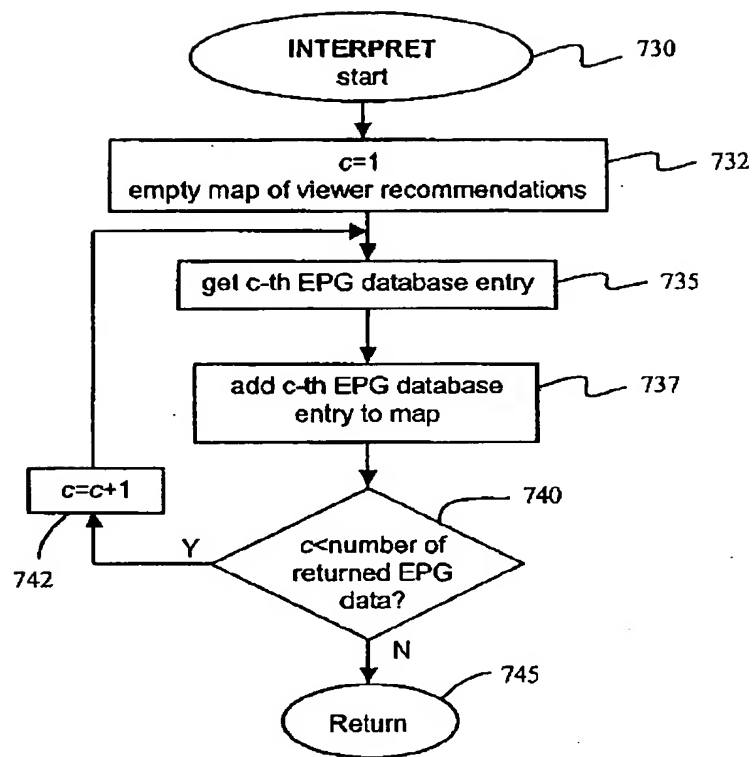 INTERPRET
start
730
c=1
empty map of viewer recommendations
732
get c-th EPG database entry
735
add c-th EPG database
entry to map
737
c=c+1
742
Y
c<number of
returned EPG
data?
740
N
Return
745